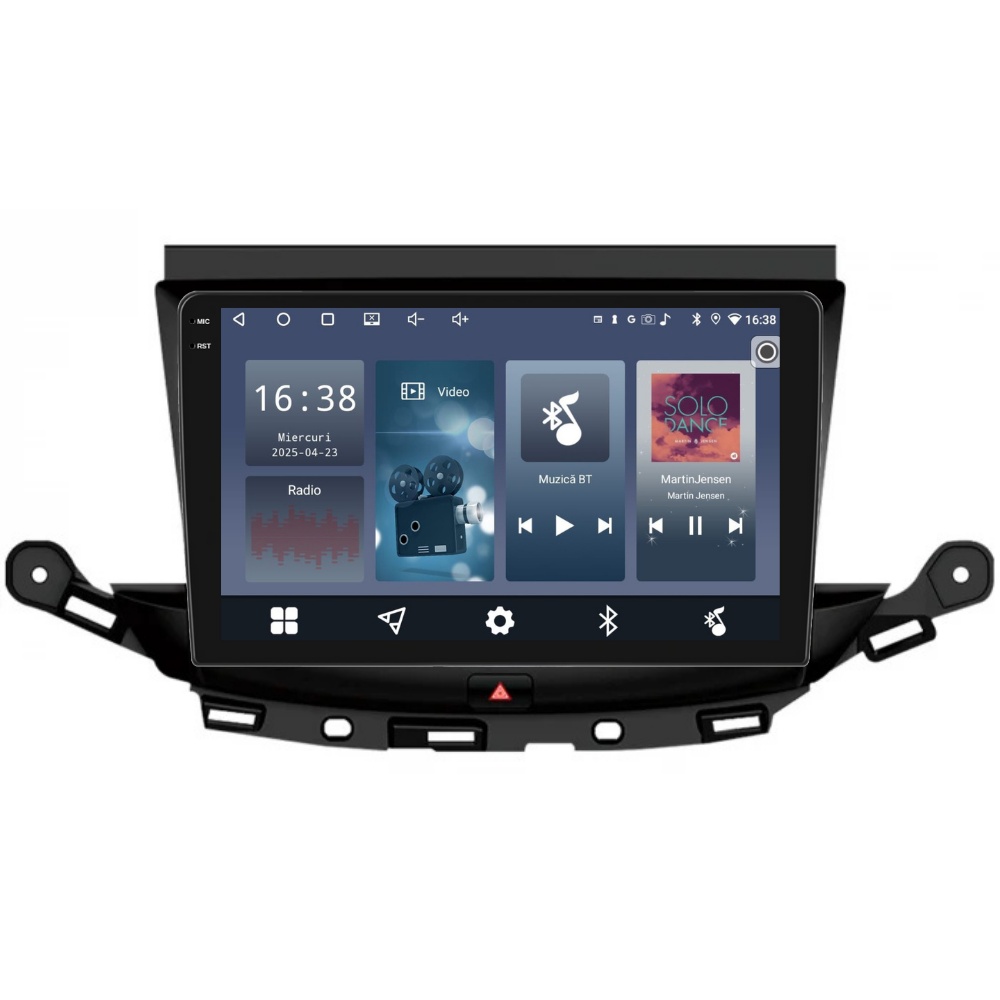 MIC
RST
16:38
16:38
Miercuri
2025-04-23
Radio
Video
Muzică BT
SOLO
DANCE
MartinJensen
Martin Jensen